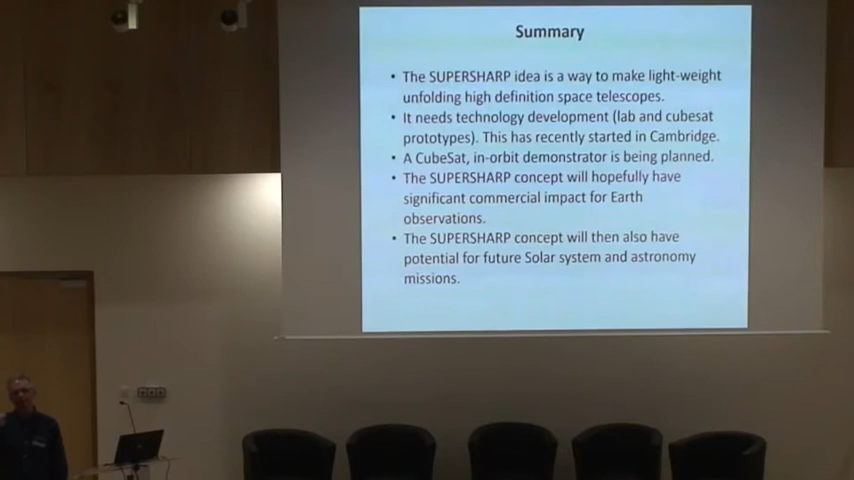 Summary
• The SUPERSHARP idea is a way to make light-weight
unfolding high definition space telescopes.
• It needs technology development (lab and cubesat
prototypes). This has recently started in Cambridge.
• A CubeSat, in-orbit demonstrator is being planned.
• The SUPERSHARP concept will hopefully have
significant commercial impact for Earth
observations.
• The SUPERSHARP concept will then also have
potential for future Solar system and astronomy
missions.